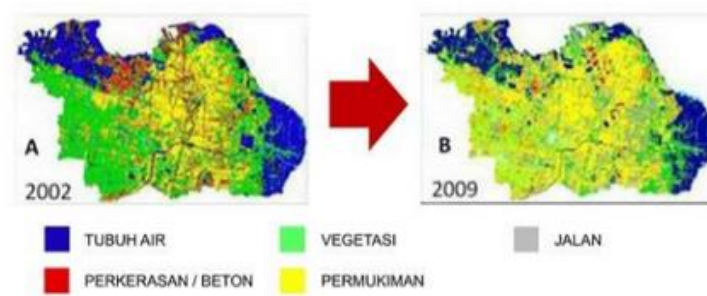 A
2002
B
2009
TUBUH AIR
VEGETASI
JALAN
PERKERASAN / BETON
PERMUKIMAN